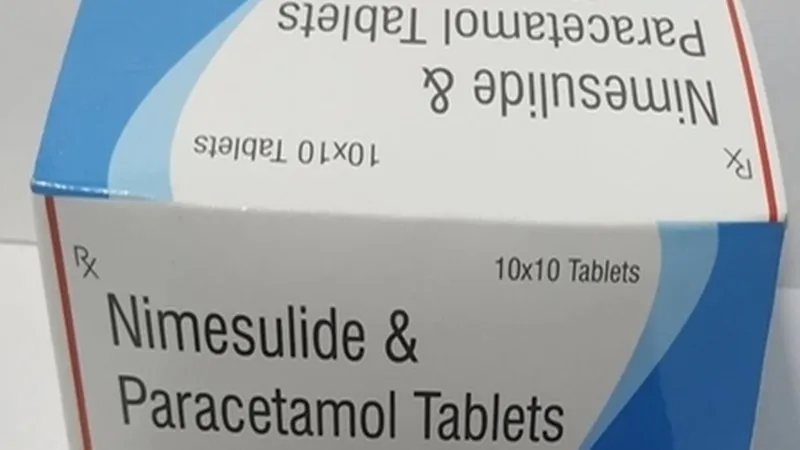 Paracetamol Tablets
Nimesulide &
10x10 Tablets
Rx
Rx
10x10 Tablets
Nimesulide &
Paracetamol Tablets